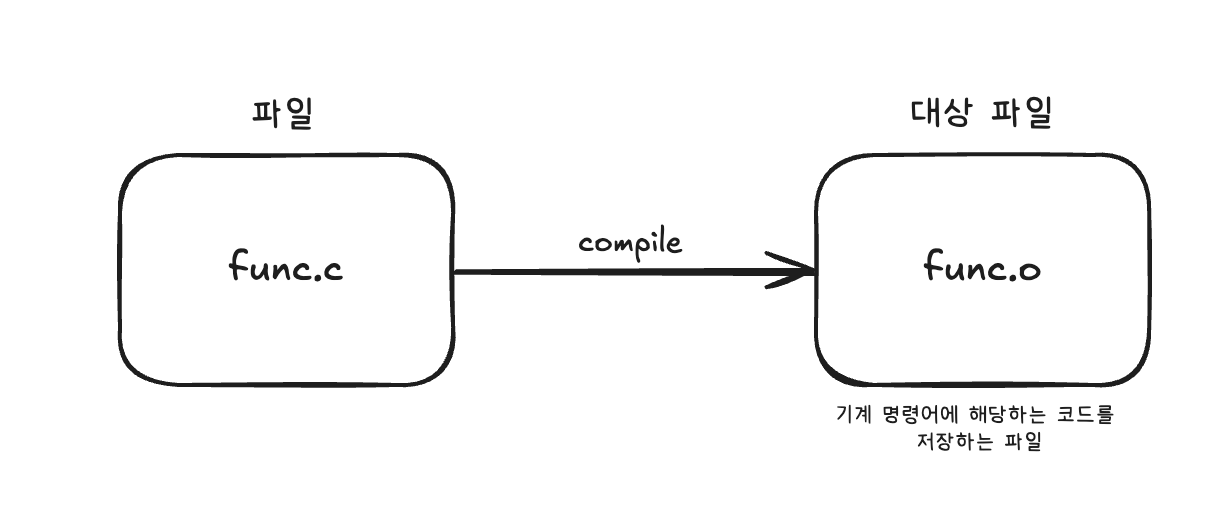 파일
대상 파일
func.c
compile
func.o
기계 명령어에 해당하는 코드를
저장하는 파일